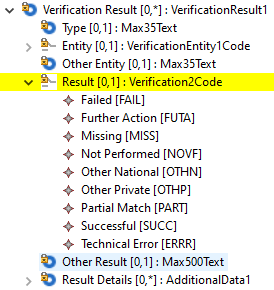 Verification Result [0,*] : VerificationResult1
Type [0,1] : Max35Text
Entity [0,1] : VerificationEntity1Code
Other Entity [0,1] : Max35Text
Result [0,1] : Verification2Code
Failed [FAIL]
Further Action [FUTA]
Missing [MISS]
Not Performed [NOVF]
Other National [OTHN]
Other Private [OTHP]
Partial Match [PART]
Successful [SUCC]
Technical Error [ERRR]
Other Result [0,1] : Max500Text
Result Details [0,*] : AdditionalData1